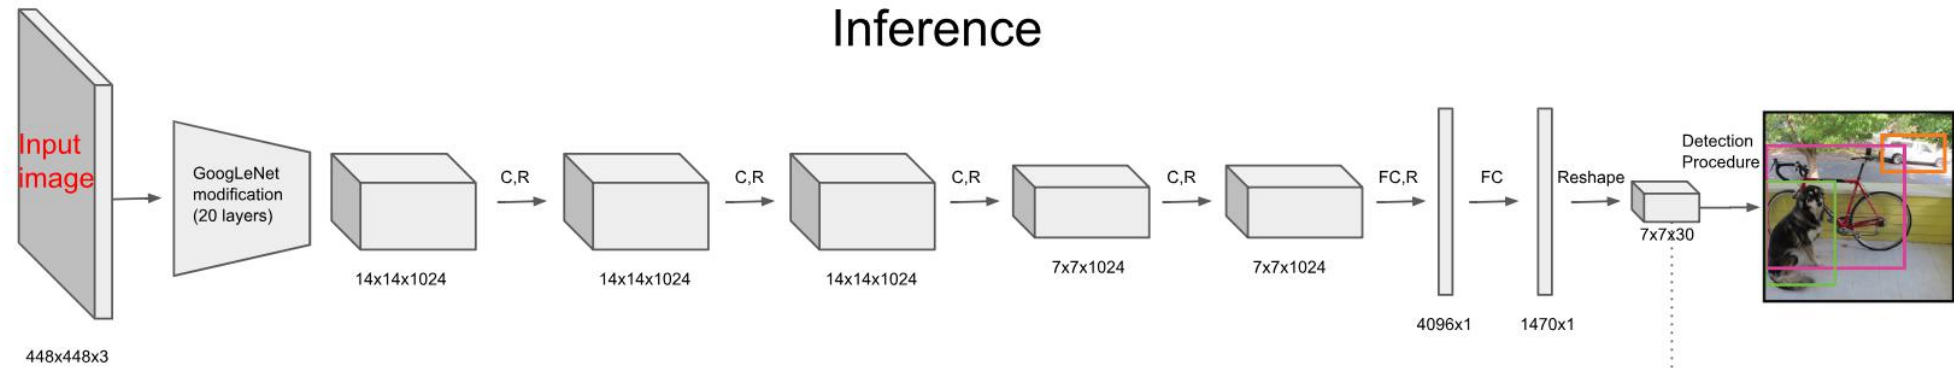 Inference
Input
image
448x448x3
GoogLeNet
modification
(20 layers)
14x14x1024
C,R
14x14x1024
C,R
14x14x1024
C,R
7x7x1024
C,R
7x7x1024
FC,R
4096x1
FC
1470x1
Reshape
7x7x30
Detection
Procedure